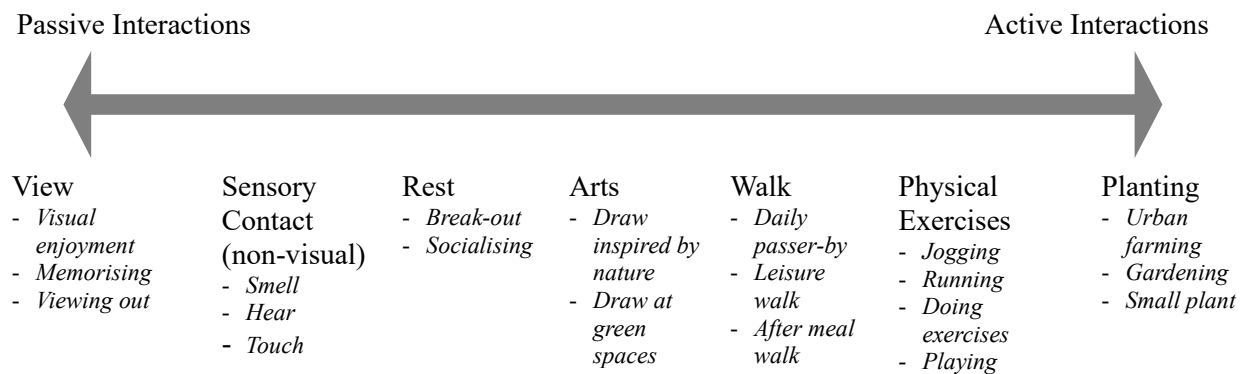 Passive Interactions
Active Interactions
View
- Visual
enjoyment
- Memorising
- Viewing out
Sensory
Contact
(non-visual)
- Smell
- Hear
- Touch
Rest
- Break-out
- Socialising
Arts
- Draw
inspired by
nature
- Draw at
green
spaces
Walk
- Daily
passer-by
- Leisure
walk
- After meal
walk
Physical
Exercises
- Jogging
- Running
- Doing
exercises
- Playing
Planting
- Urban
farming
- Gardening
- Small plant